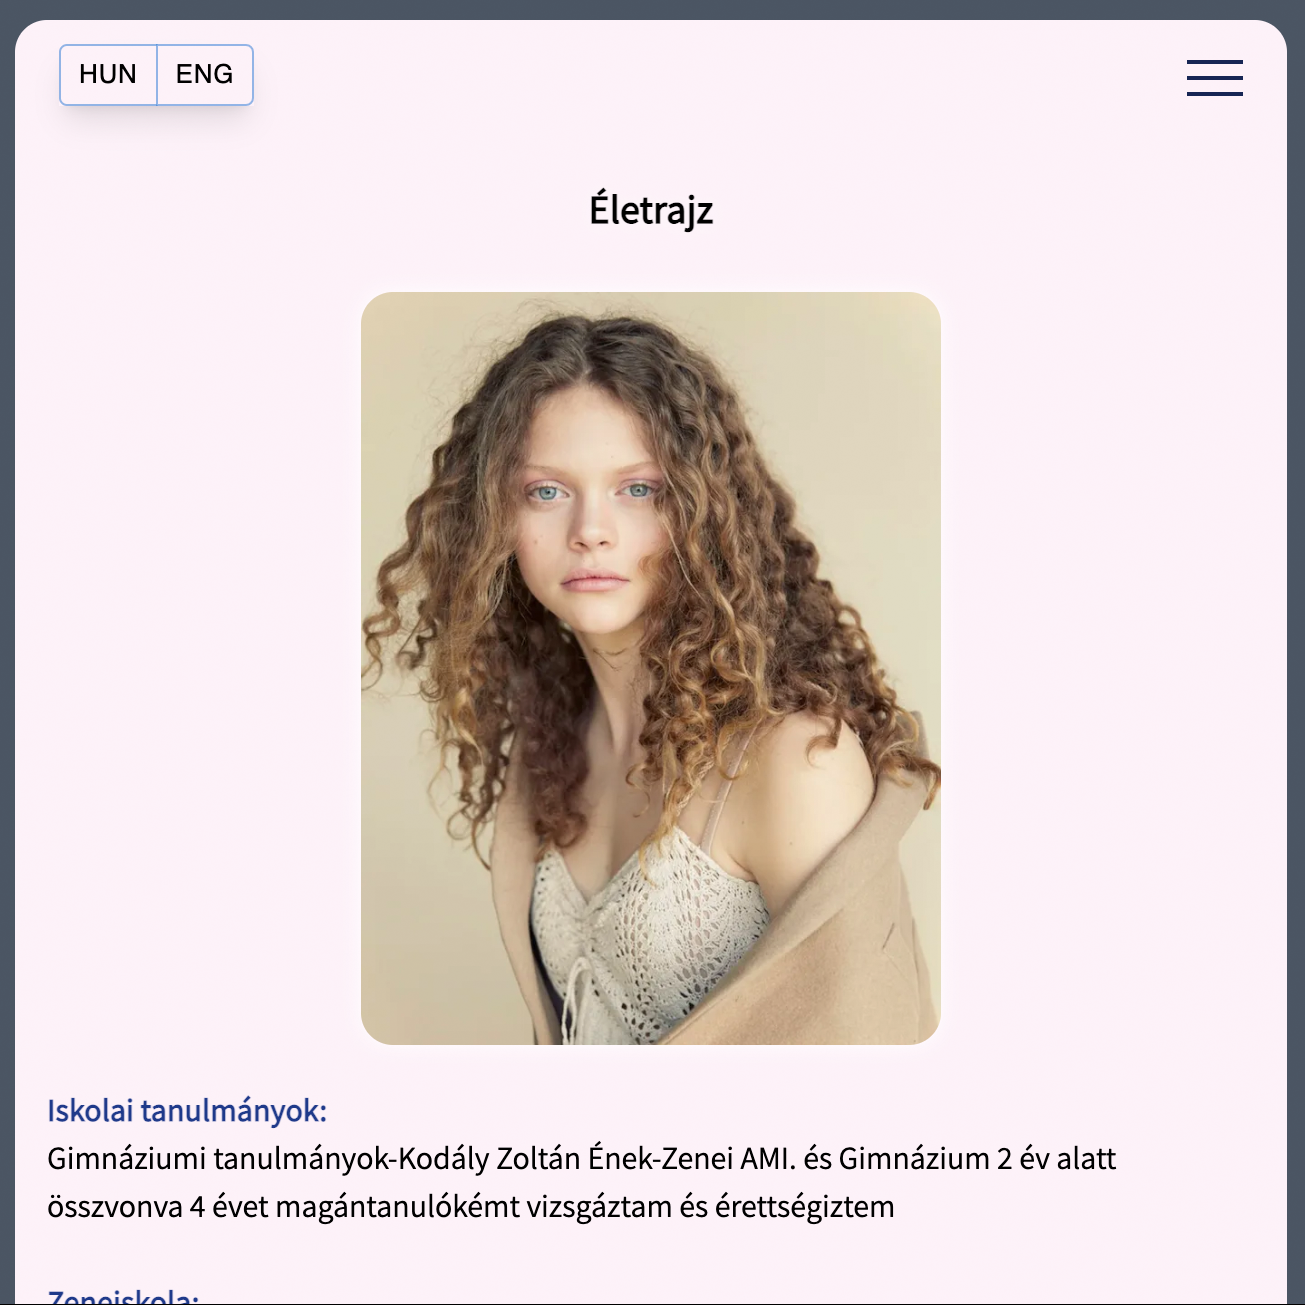 HUN ENG
Életrajz
Iskolai tanulmányok:
Gimnáziumi tanulmányok-Kodály Zoltán Ének-Zenei AMI. és Gimnázium 2 év alatt
összvonva 4 évet magántanulókémt vizsgáztam és érettségiztem
Zeneiskola: